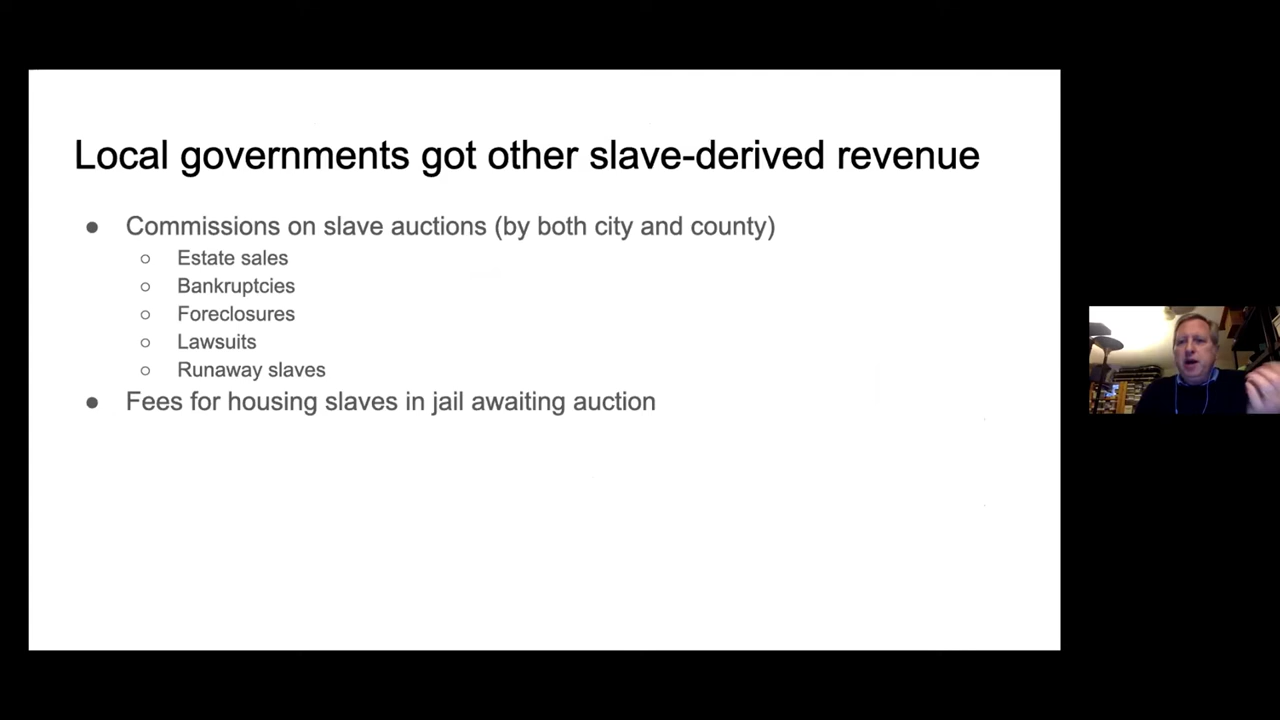 Local governments got other slave-derived revenue
● Commissions on slave auctions (by both city and county)
○ Estate sales
○ Bankruptcies
○ Foreclosures
○ Lawsuits
○ Runaway slaves
● Fees for housing slaves in jail awaiting auction